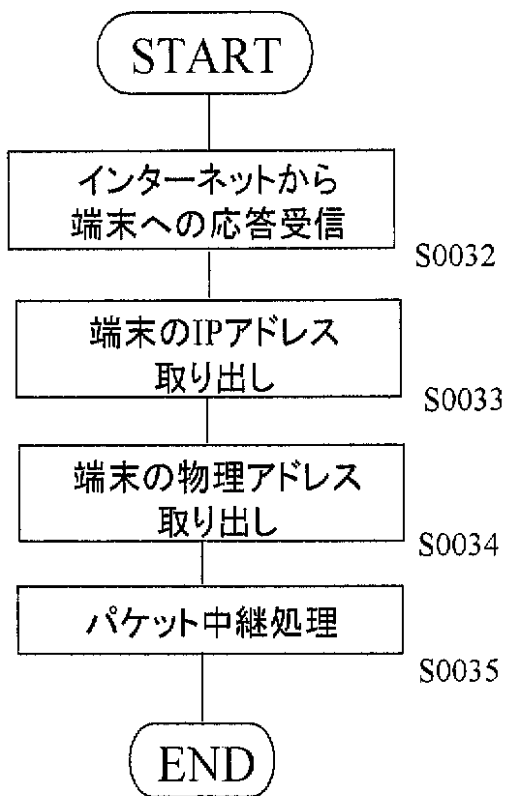 START
インターネットから
端末への応答受信
S0032
端末のIPアドレス
取り出し
S0033
端末の物理アドレス
取り出し
S0034
パケット中継処理
S0035
END